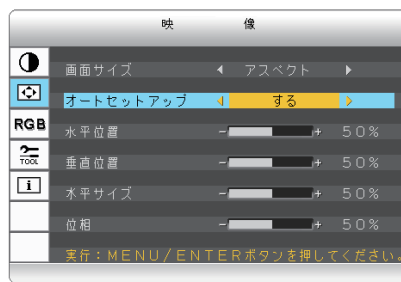 映 像
画面サイズ アスペクト
オートセットアップ する
RGB 水平位置 - + 50%
TOOL 垂直位置 - + 50%
i 水平サイズ - + 50%
位相 - + 50%
実行：MENU／ENTERボタンを押してください。